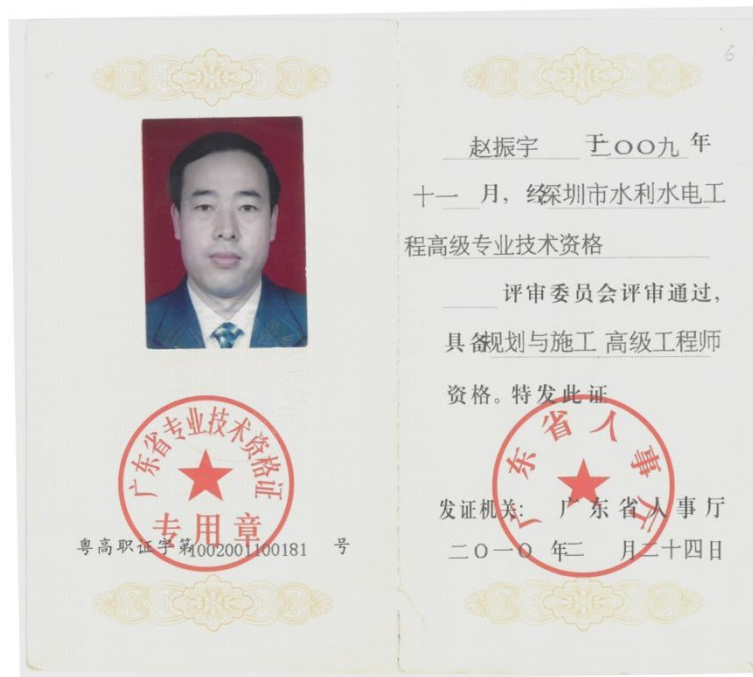 广东省专业技术资格证
专用章
粤高职证字第1002001100181 号
6
赵振宇 于二〇〇九年
十一月，经深圳市水利水电工
程高级专业技术资格
评审委员会评审通过，
具备规划与施工 高级工程师
资格。特发此证
广东省人事厅
发证机关： 广东省人事厅
二〇一〇年二月二十四日